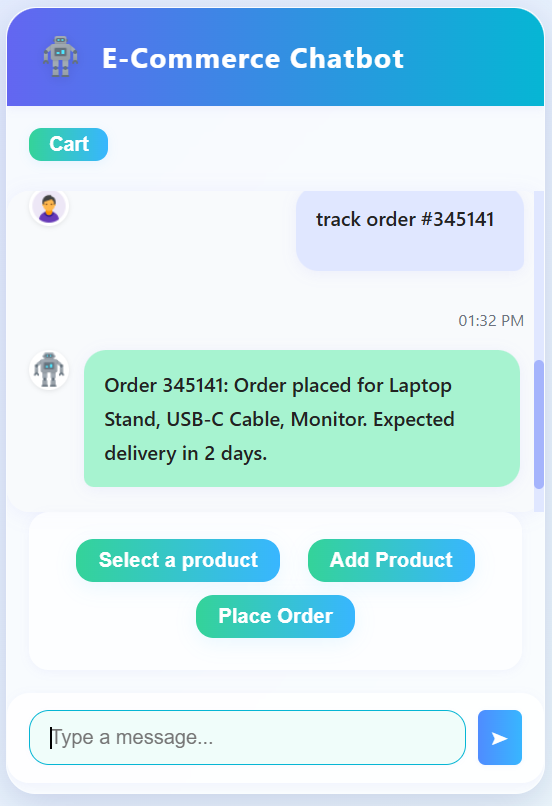 E-Commerce Chatbot
Cart
track order #345141
01:32 PM
Order 345141: Order placed for Laptop
Stand, USB-C Cable, Monitor. Expected
delivery in 2 days.
Select a product
Add Product
Place Order
Type a message...